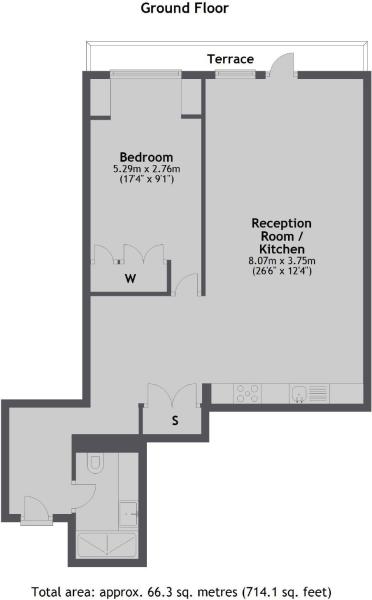 Ground Floor
Terrace
Bedroom
5.29m x 2.76m
(17'4" x 9'1")
Reception
Room /
Kitchen
8.07m x 3.75m
(26'6" x 12'4")
W
S
Total area: approx. 66.3 sq. metres (714.1 sq. feet)